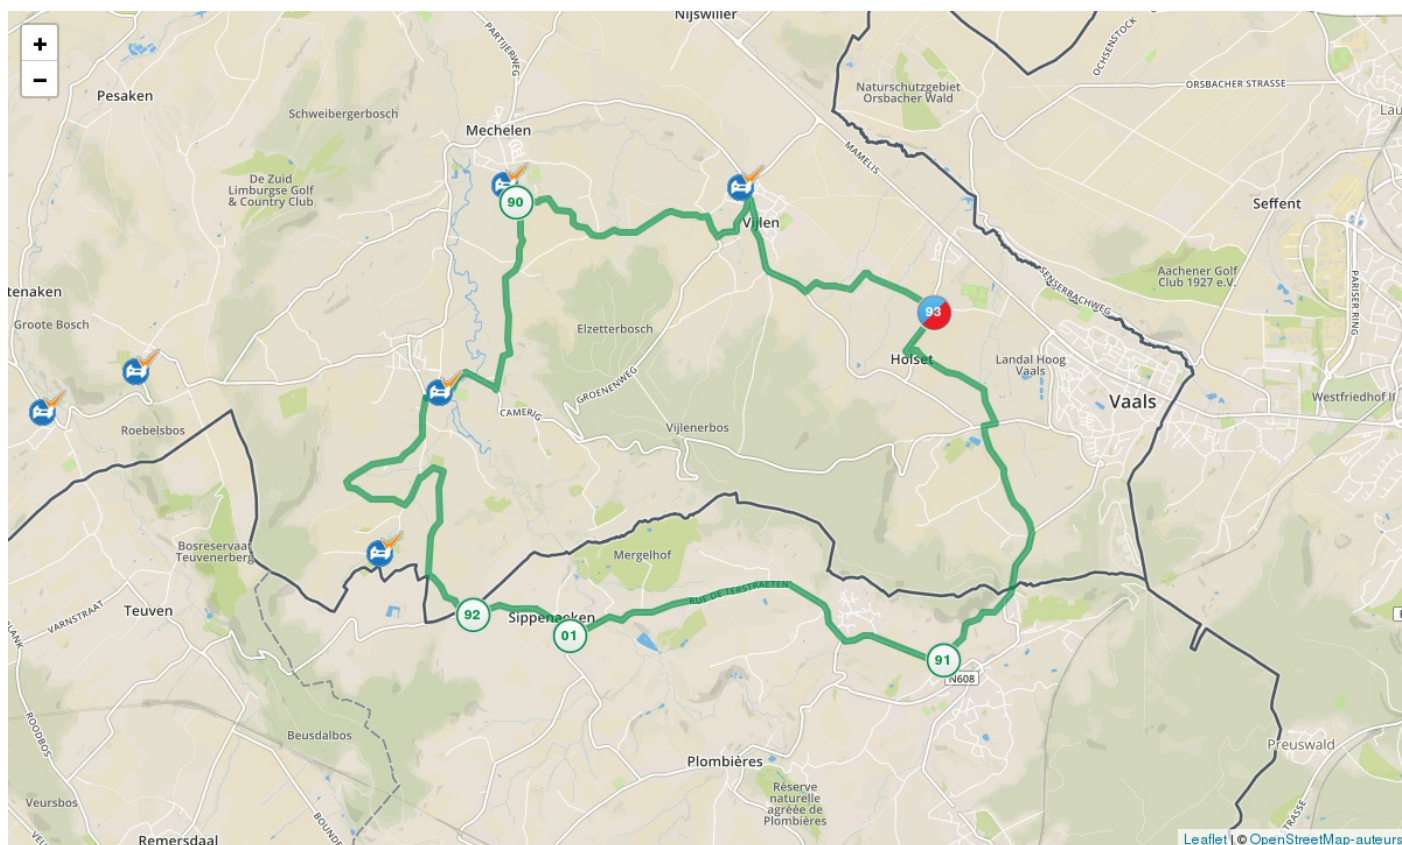 +
−
Nijswiller
OCHSENSTOCK
PARTIJERWEG
Pesaken
Naturschutzgebiet
Orsbacher Wald
ORSBACHER STRASSE
Schweibergerbosch
Lau
Mechelen
MAMELIS
De Zuid
Limburgse Golf
& Country Club
90
Seffent
Vijlen
SENSERBACHWEG
Aachener Golf
Club 1927 e.V.
PARISER RING
tenaken
Groote Bosch
Elzetterbosch
93
Holset
Landal Hoog
Vaals
Vaals
Westfriedhof II
GROENENWEG
CAMERIG
Roebelsbos
Vijlenerbos
Bosreservaat
Teuvenerberg
Mergelhof
RUE DE TERSTRAETEN
Teuven
VARNSTRAAT
92
Sippenaeken
01
91
N608
ROODBOS
Beusdalbos
Preuswald
Plombières
Réserve
naturelle
agréée de
Plombières
Veursbos
BOUND
STRASSE
Remersdaal
Leaflet | © OpenStreetMap-auteurs